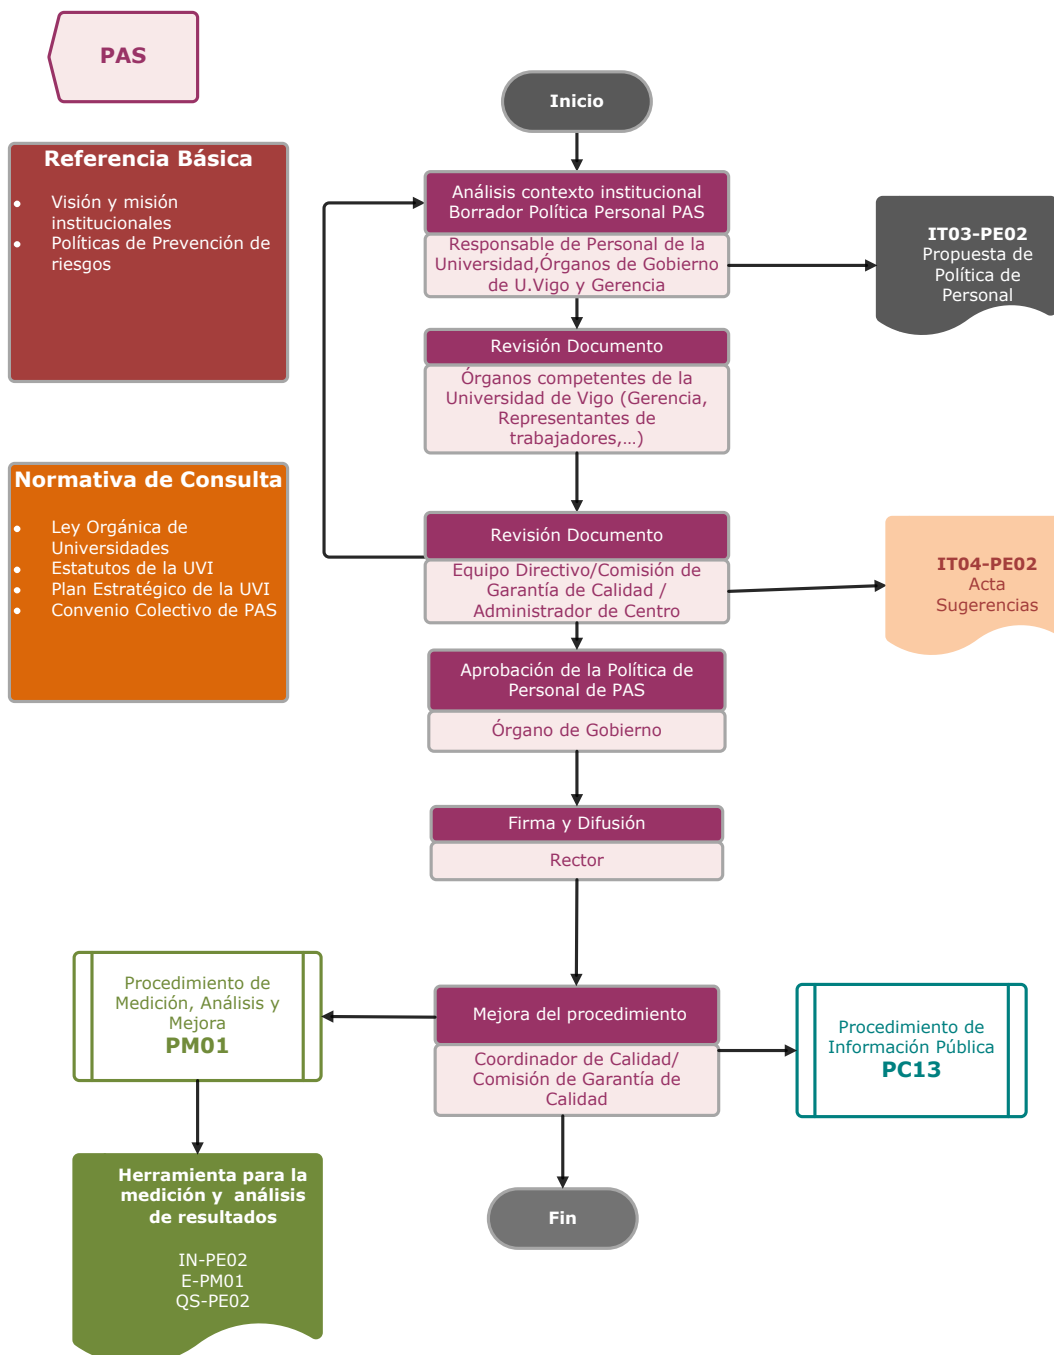 PAS
Inicio
Referencia Básica
• Visión y misión
institucionales
• Políticas de Prevención de
riesgos
Análisis contexto institucional
Borrador Política Personal PAS
Responsable de Personal de la
Universidad,Órganos de Gobierno
de U.Vigo y Gerencia
IT03-PE02
Propuesta de
Política de
Personal
Revisión Documento
Órganos competentes de la
Universidad de Vigo (Gerencia,
Representantes de
trabajadores,...)
Normativa de Consulta
• Ley Orgánica de
Universidades
• Estatutos de la UVI
• Plan Estratégico de la UVI
• Convenio Colectivo de PAS
Revisión Documento
Equipo Directivo/Comisión de
Garantía de Calidad /
Administrador de Centro
IT04-PE02
Acta
Sugerencias
Aprobación de la Política de
Personal de PAS
Órgano de Gobierno
Firma y Difusión
Rector
Procedimiento de
Medición, Análisis y
Mejora
PM01
Mejora del procedimiento
Coordinador de Calidad/
Comisión de Garantía de
Calidad
Procedimiento de
Información Pública
PC13
Herramienta para la
medición y  análisis
de resultados
IN-PE02
E-PM01
QS-PE02
Fin